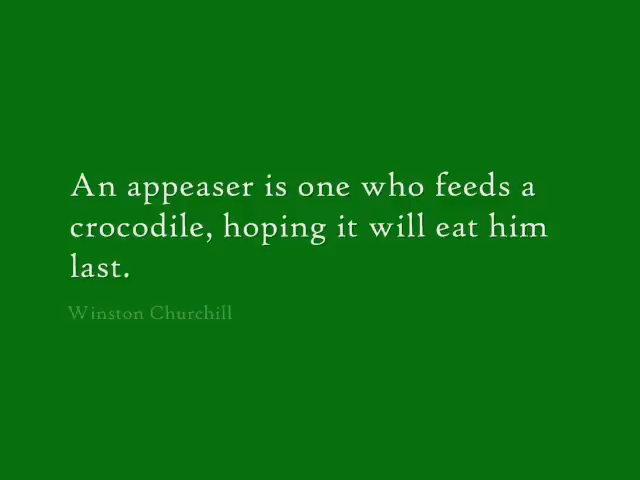 An appeaser is one who feeds a
crocodile, hoping it will eat him
last.
Winston Churchill